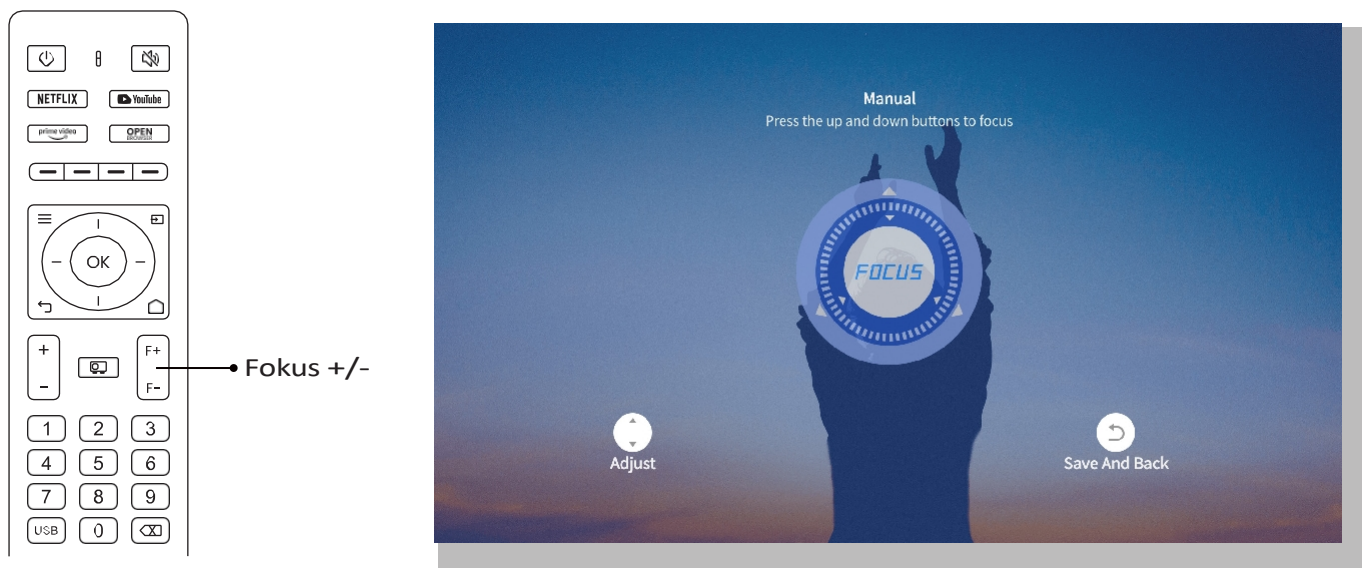 NETFLIX
YouTube
prime video
OPEN
BROWSER
OK
+
F+
-
F-
Fokus +/-
1 2 3
4 5 6
7 8 9
USB 0
Manual
Press the up and down buttons to focus
FOCUS
Adjust
Save And Back